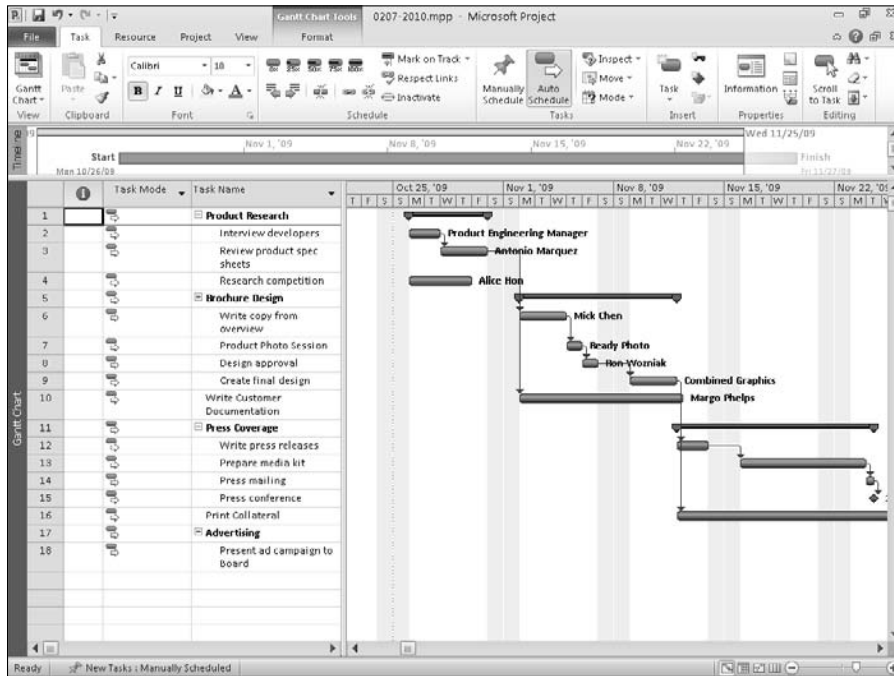 Gantt Chart Tools
0207-2010.mpp - Microsoft Project
File Task Resource Project View Format
Gantt Chart
Paste
Calibri 10
B I U A
0% 25% 50% 75% 100%
Mark on Track
Respect Links
Inactivate
Manually Schedule
Auto Schedule
Inspect
Move
Mode
Task
Information
Scroll to Task
View Clipboard Font Schedule Tasks Insert Properties Editing
Timeline
Wed 11/25/09
Nov 1, '09 Nov 8, '09 Nov 15, '09 Nov 22, '09
Start
Mon 10/26/09
Finish
Fri 11/27/09
Task Mode Task Name
Oct 25, '09 Nov 1, '09 Nov 8, '09 Nov 15, '09 Nov 22, '09
T F S S M T W T F S S M T W T F S S M T W T F S S M T W T F S S M T W
Gantt Chart
1 Product Research
2 Interview developers Product Engineering Manager
3 Review product spec sheets Antonio Marquez
4 Research competition Alice Hon
5 Brochure Design
6 Write copy from overview Mick Chen
7 Product Photo Session Ready Photo
8 Design approval Ron Wozniak
9 Create final design Combined Graphics
10 Write Customer Documentation Margo Phelps
11 Press Coverage
12 Write press releases
13 Prepare media kit
14 Press mailing
15 Press conference
16 Print Collateral
17 Advertising
18 Present ad campaign to Board
Ready New Tasks : Manually Scheduled